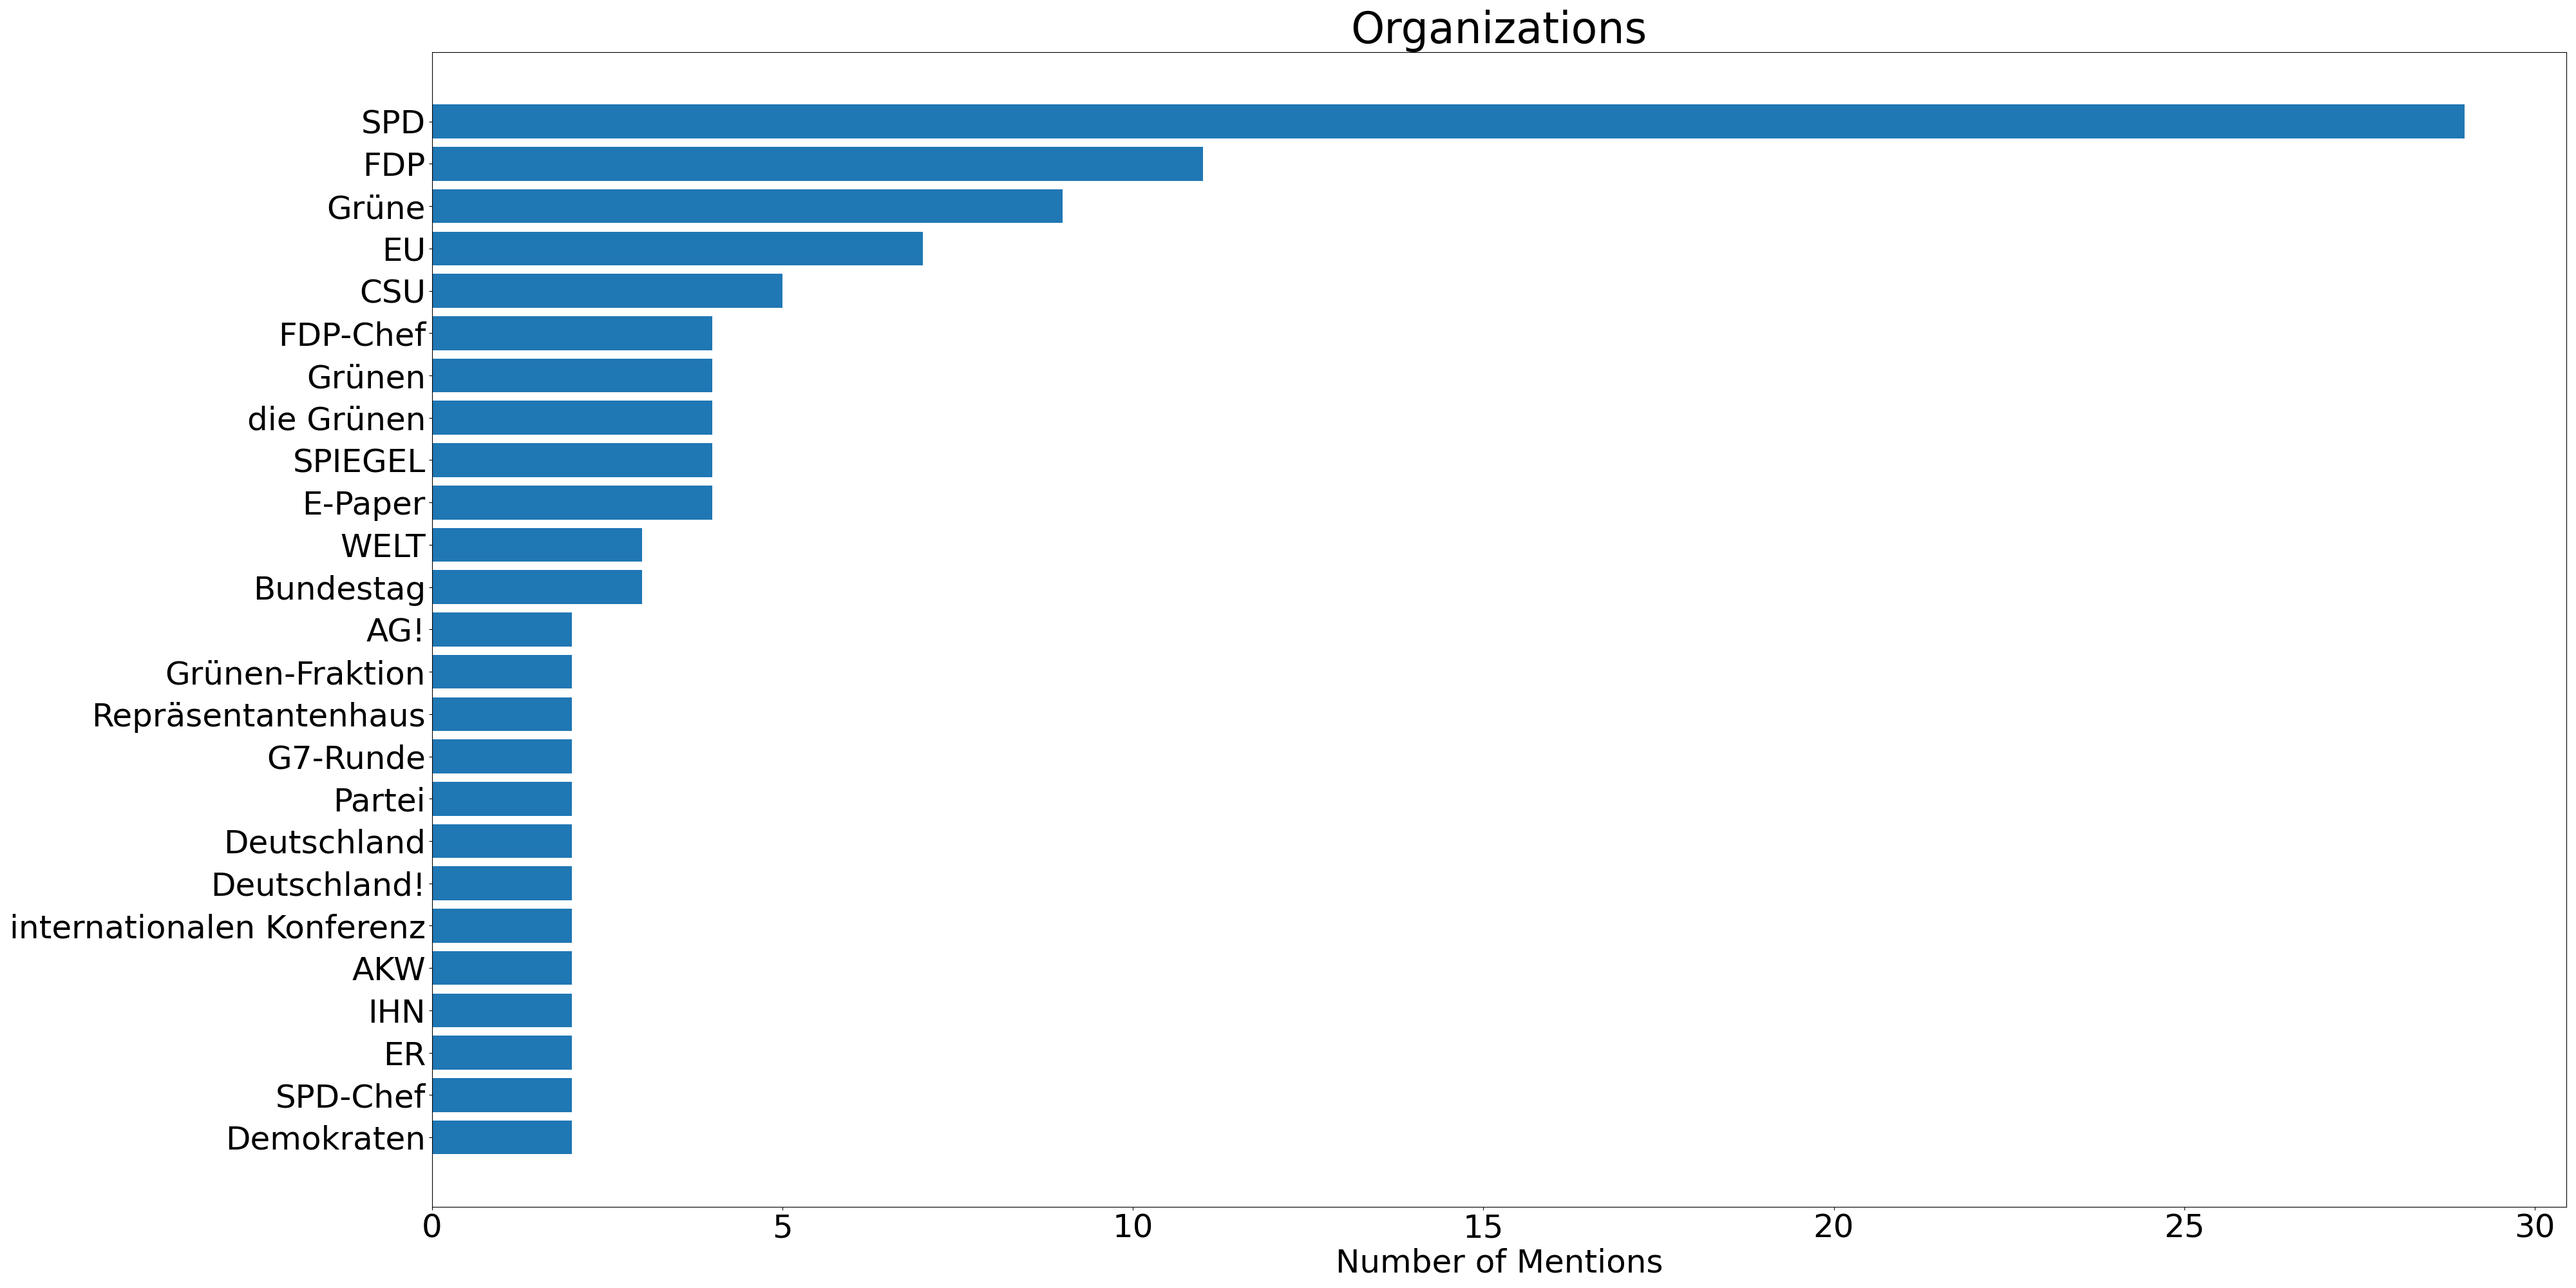 Organizations
SPD
FDP
Grüne
EU
CSU
FDP-Chef
Grünen
die Grünen
SPIEGEL
E-Paper
WELT
Bundestag
AG!
Grünen-Fraktion
Repräsentantenhaus
G7-Runde
Partei
Deutschland
Deutschland!
internationalen Konferenz
AKW
IHN
ER
SPD-Chef
Demokraten
0 5 10 15 20 25 30
Number of Mentions